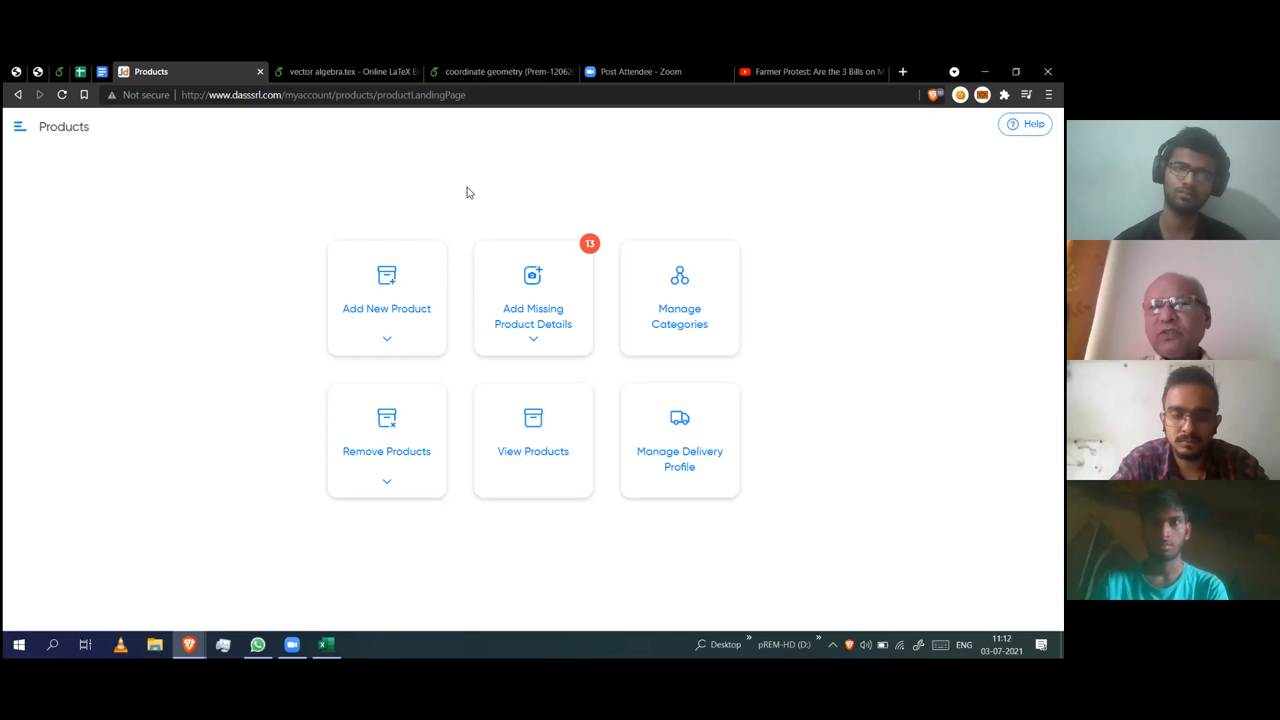 Products
vector algebra.tex - Online LaTeX E
coordinate geometry (Prem-12062
Post Attendee - Zoom
Farmer Protest: Are the 3 Bills on M
Not secure
http://www.dasssrl.com/myaccount/products/productLandingPage
Products
Help
13
Add New Product
Add Missing
Product Details
Manage
Categories
Remove Products
View Products
Manage Delivery
Profile
Desktop
pREM-HD (D:)
ENG
11:12
03-07-2021